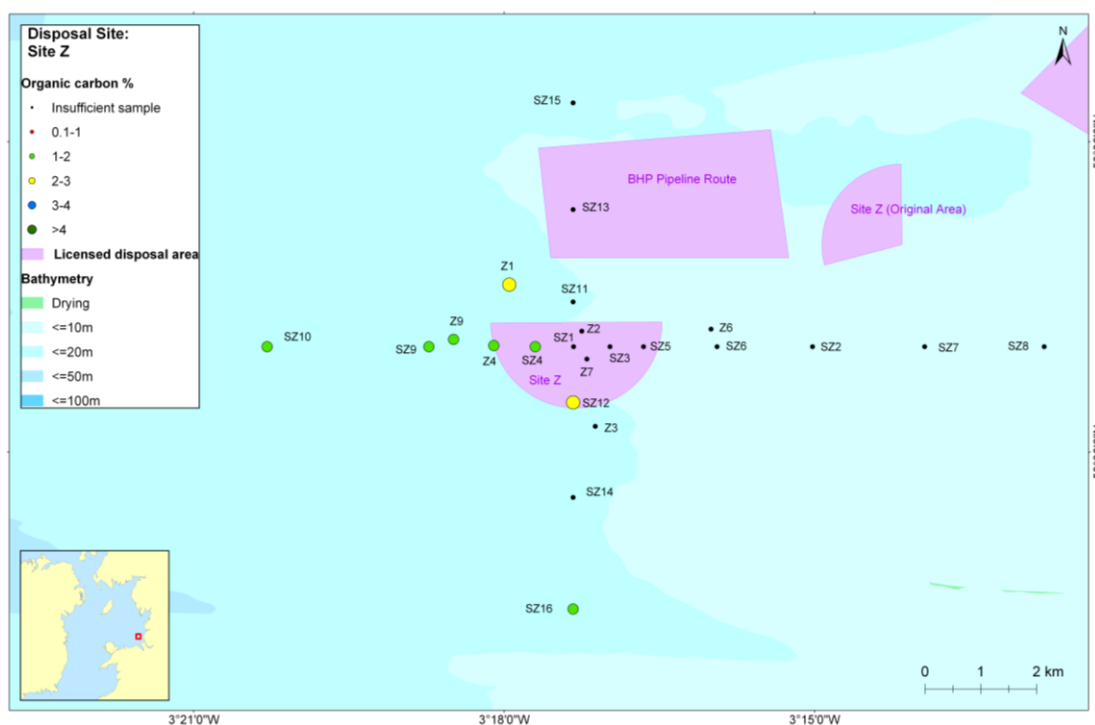 Disposal Site:
Site Z
Organic carbon %
Insufficient sample
0.1-1
1-2
2-3
3-4
>4
Licensed disposal area
Bathymetry
Drying
<=10m
<=20m
<=50m
<=100m
N
SZ15
BHP Pipeline Route
SZ13
Site Z (Original Area)
Z1
SZ11
Z9
Z2
Z6
SZ10
SZ9
Z4
SZ4
SZ1
SZ3
SZ5
SZ6
SZ2
SZ7
SZ8
Z7
Site Z
SZ12
Z3
SZ14
SZ16
0 1 2 km
3°21'0"W 3°18'0"W 3°15'0"W